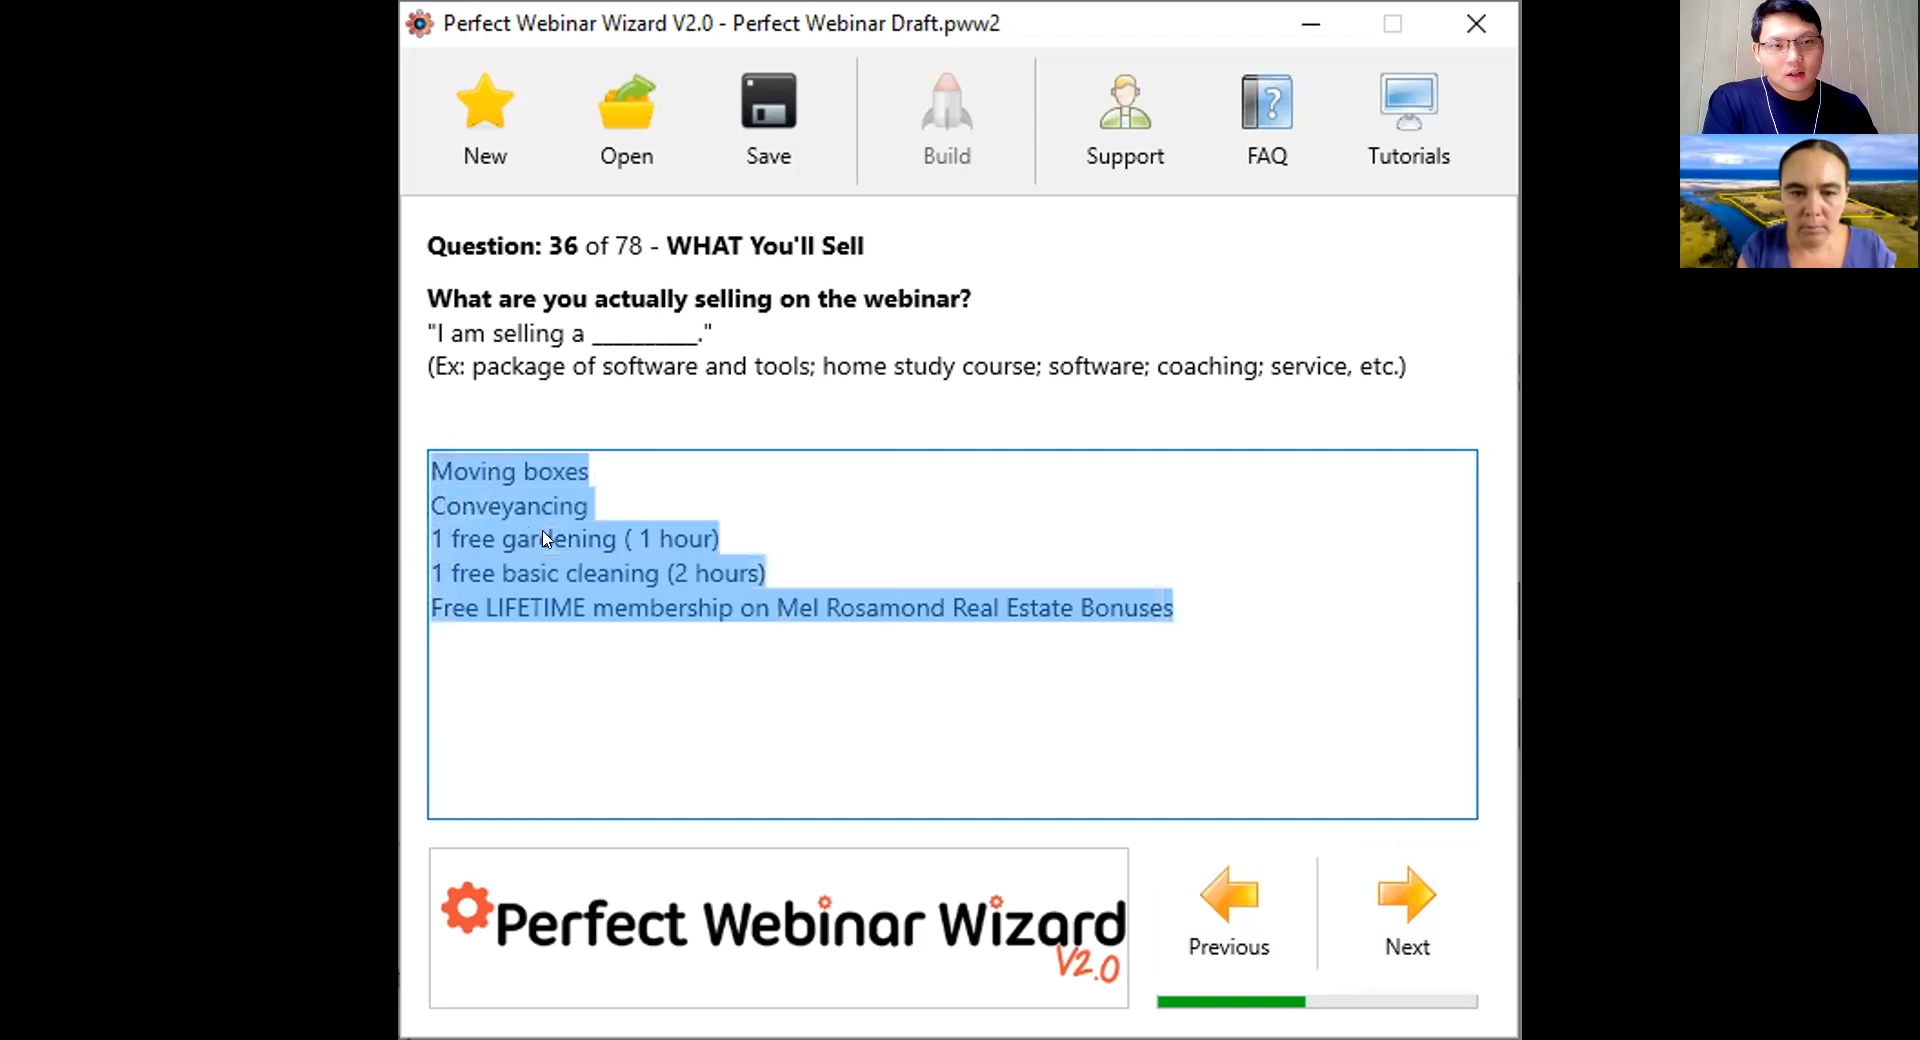 Perfect Webinar Wizard V2.0 - Perfect Webinar Draft.pww2
New
Open
Save
Build
Support
FAQ
Tutorials
Question: 36 of 78 - WHAT You'll Sell
What are you actually selling on the webinar?
"I am selling a __________."
(Ex: package of software and tools; home study course; software; coaching; service, etc.)
Moving boxes
Conveyancing
1 free gardening ( 1 hour)
1 free basic cleaning (2 hours)
Free LIFETIME membership on Mel Rosamond Real Estate Bonuses
Perfect Webinar Wizard
V2.0
Previous
Next